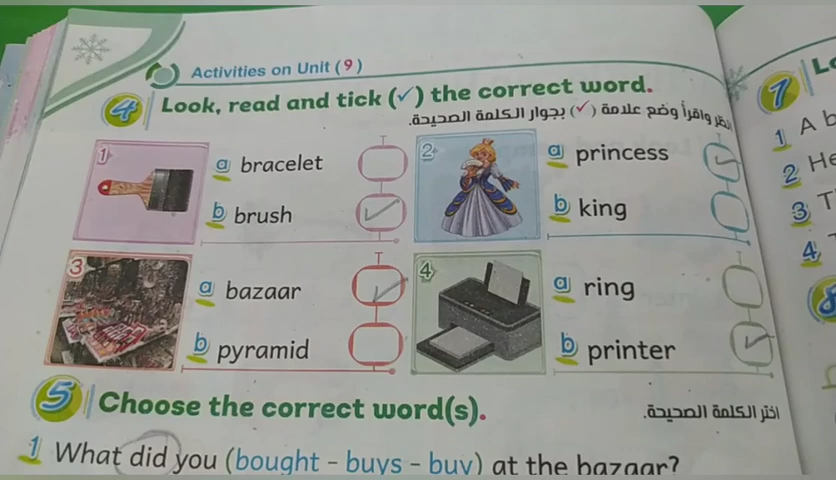 Activities on Unit (9)
4 Look, read and tick (✓) the correct word.
انظر واقرأ وضع علامة (✓) بجوار الكلمة الصحيحة.
1
a bracelet
b brush
2
a princess
b king
3
a bazaar
b pyramid
4
a ring
b printer
5 Choose the correct word(s).
اختر الكلمة الصحيحة.
1 What did you (bought - buys - buy) at the bazaar?
7
1 A
2 He
3 T
4
8